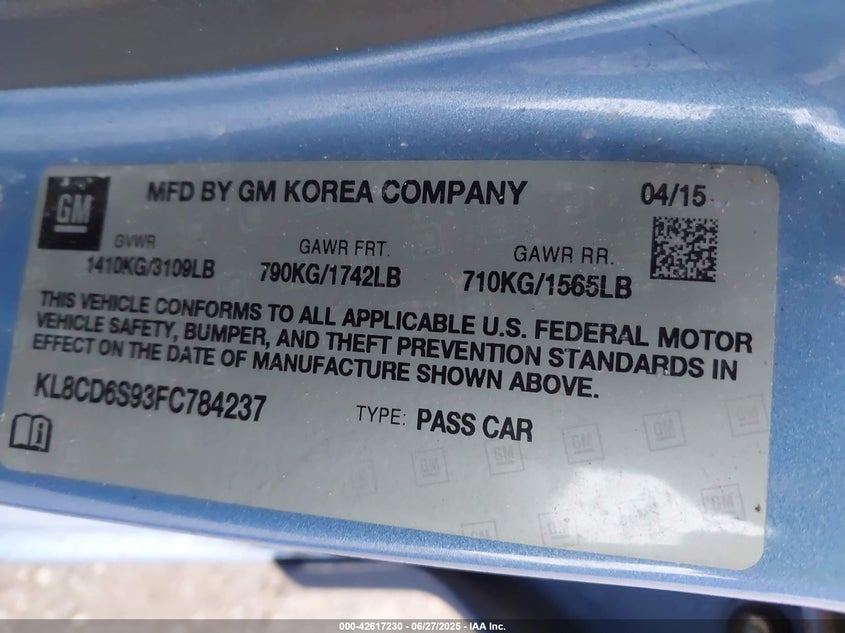 GM
MFD BY GM KOREA COMPANY
04/15
GVWR
1410KG/3109LB
GAWR FRT.
790KG/1742LB
GAWR RR.
710KG/1565LB
THIS VEHICLE CONFORMS TO ALL APPLICABLE U.S. FEDERAL MOTOR
VEHICLE SAFETY, BUMPER, AND THEFT PREVENTION STANDARDS IN
EFFECT ON THE DATE OF MANUFACTURE SHOWN ABOVE.
KL8CD6S93FC784237
TYPE: PASS CAR
000-42617230 | 06/27/2025 | IAA Inc.